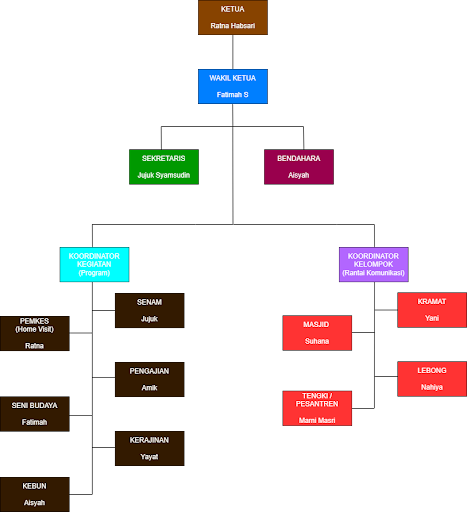 KETUA
Ratna Habsari
WAKIL KETUA
Fatimah S
SEKRETARIS
Jujuk Syamsudin
BENDAHARA
Aisyah
KOORDINATOR
KEGIATAN
(Program)
KOORDINATOR
KELOMPOK
(Rantai Komunikasi)
SENAM
Jujuk
PEMKES
(Home Visit)
Ratna
PENGAJIAN
Amik
SENI BUDAYA
Fatimah
KERAJINAN
Yayat
KEBUN
Aisyah
KRAMAT
Yani
MASJID
Suhana
LEBONG
Nahiya
TENGKI /
PESANTREN
Marni Masri